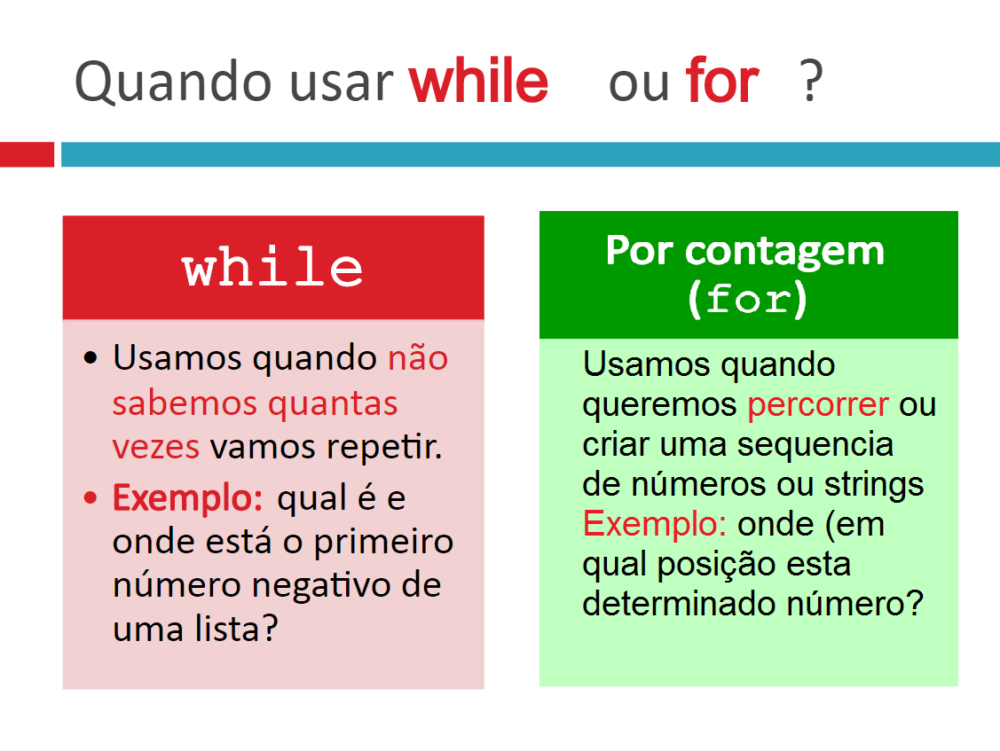 Quando usar while ou for ?
while
• Usamos quando não
sabemos quantas
vezes vamos repetir.
• Exemplo: qual é e
onde está o primeiro
número negativo de
uma lista?
Por contagem
(for)
Usamos quando
queremos percorrer ou
criar uma sequencia
de números ou strings
Exemplo: onde (em
qual posição esta
determinado número?